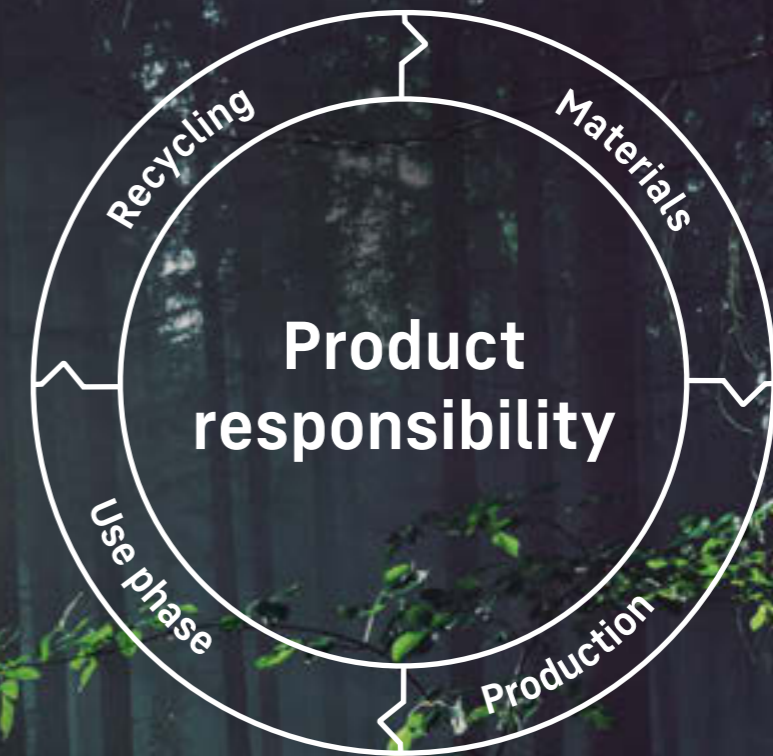 Product
responsibility
Materials
Production
Use phase
Recycling